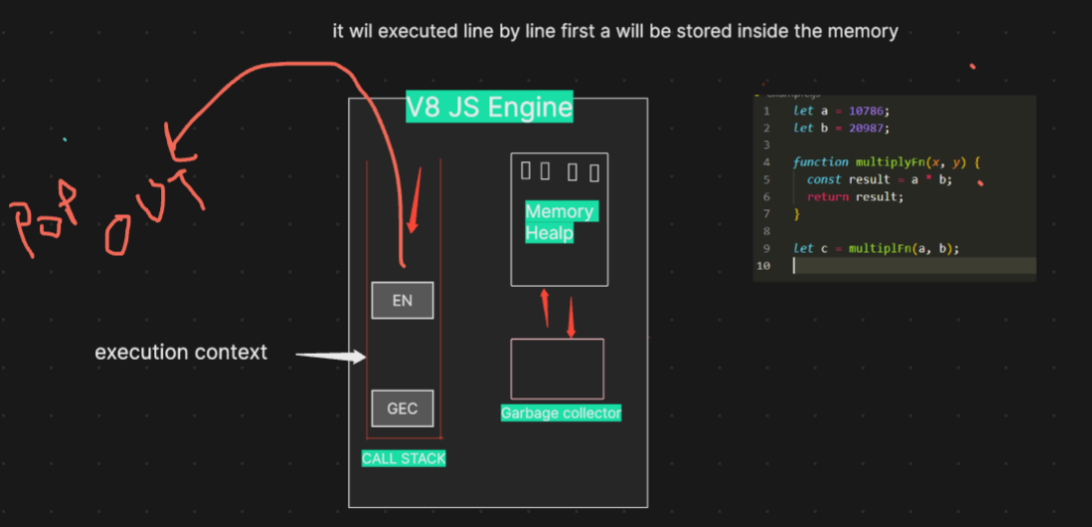 it wil executed line by line first a will be stored inside the memory
V8 JS Engine
POP OUT
Memory
Healp
EN
execution context
GEC
Garbage collector
CALL STACK
1 let a = 10786;
2 let b = 20987;
3
4 function multiplyFn(x, y) {
5 const result = a * b;
6 return result;
7 }
8
9 let c = multiplFn(a, b);
10